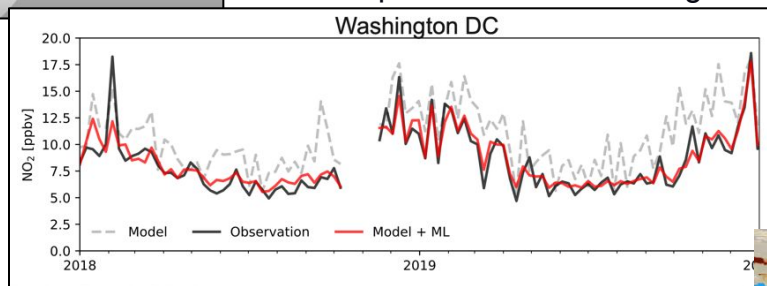 Washington DC
20.0
17.5
15.0
12.5
10.0
7.5
5.0
2.5
0.0
NO₂ [ppbv]
Model
Observation
Model + ML
2018
2019